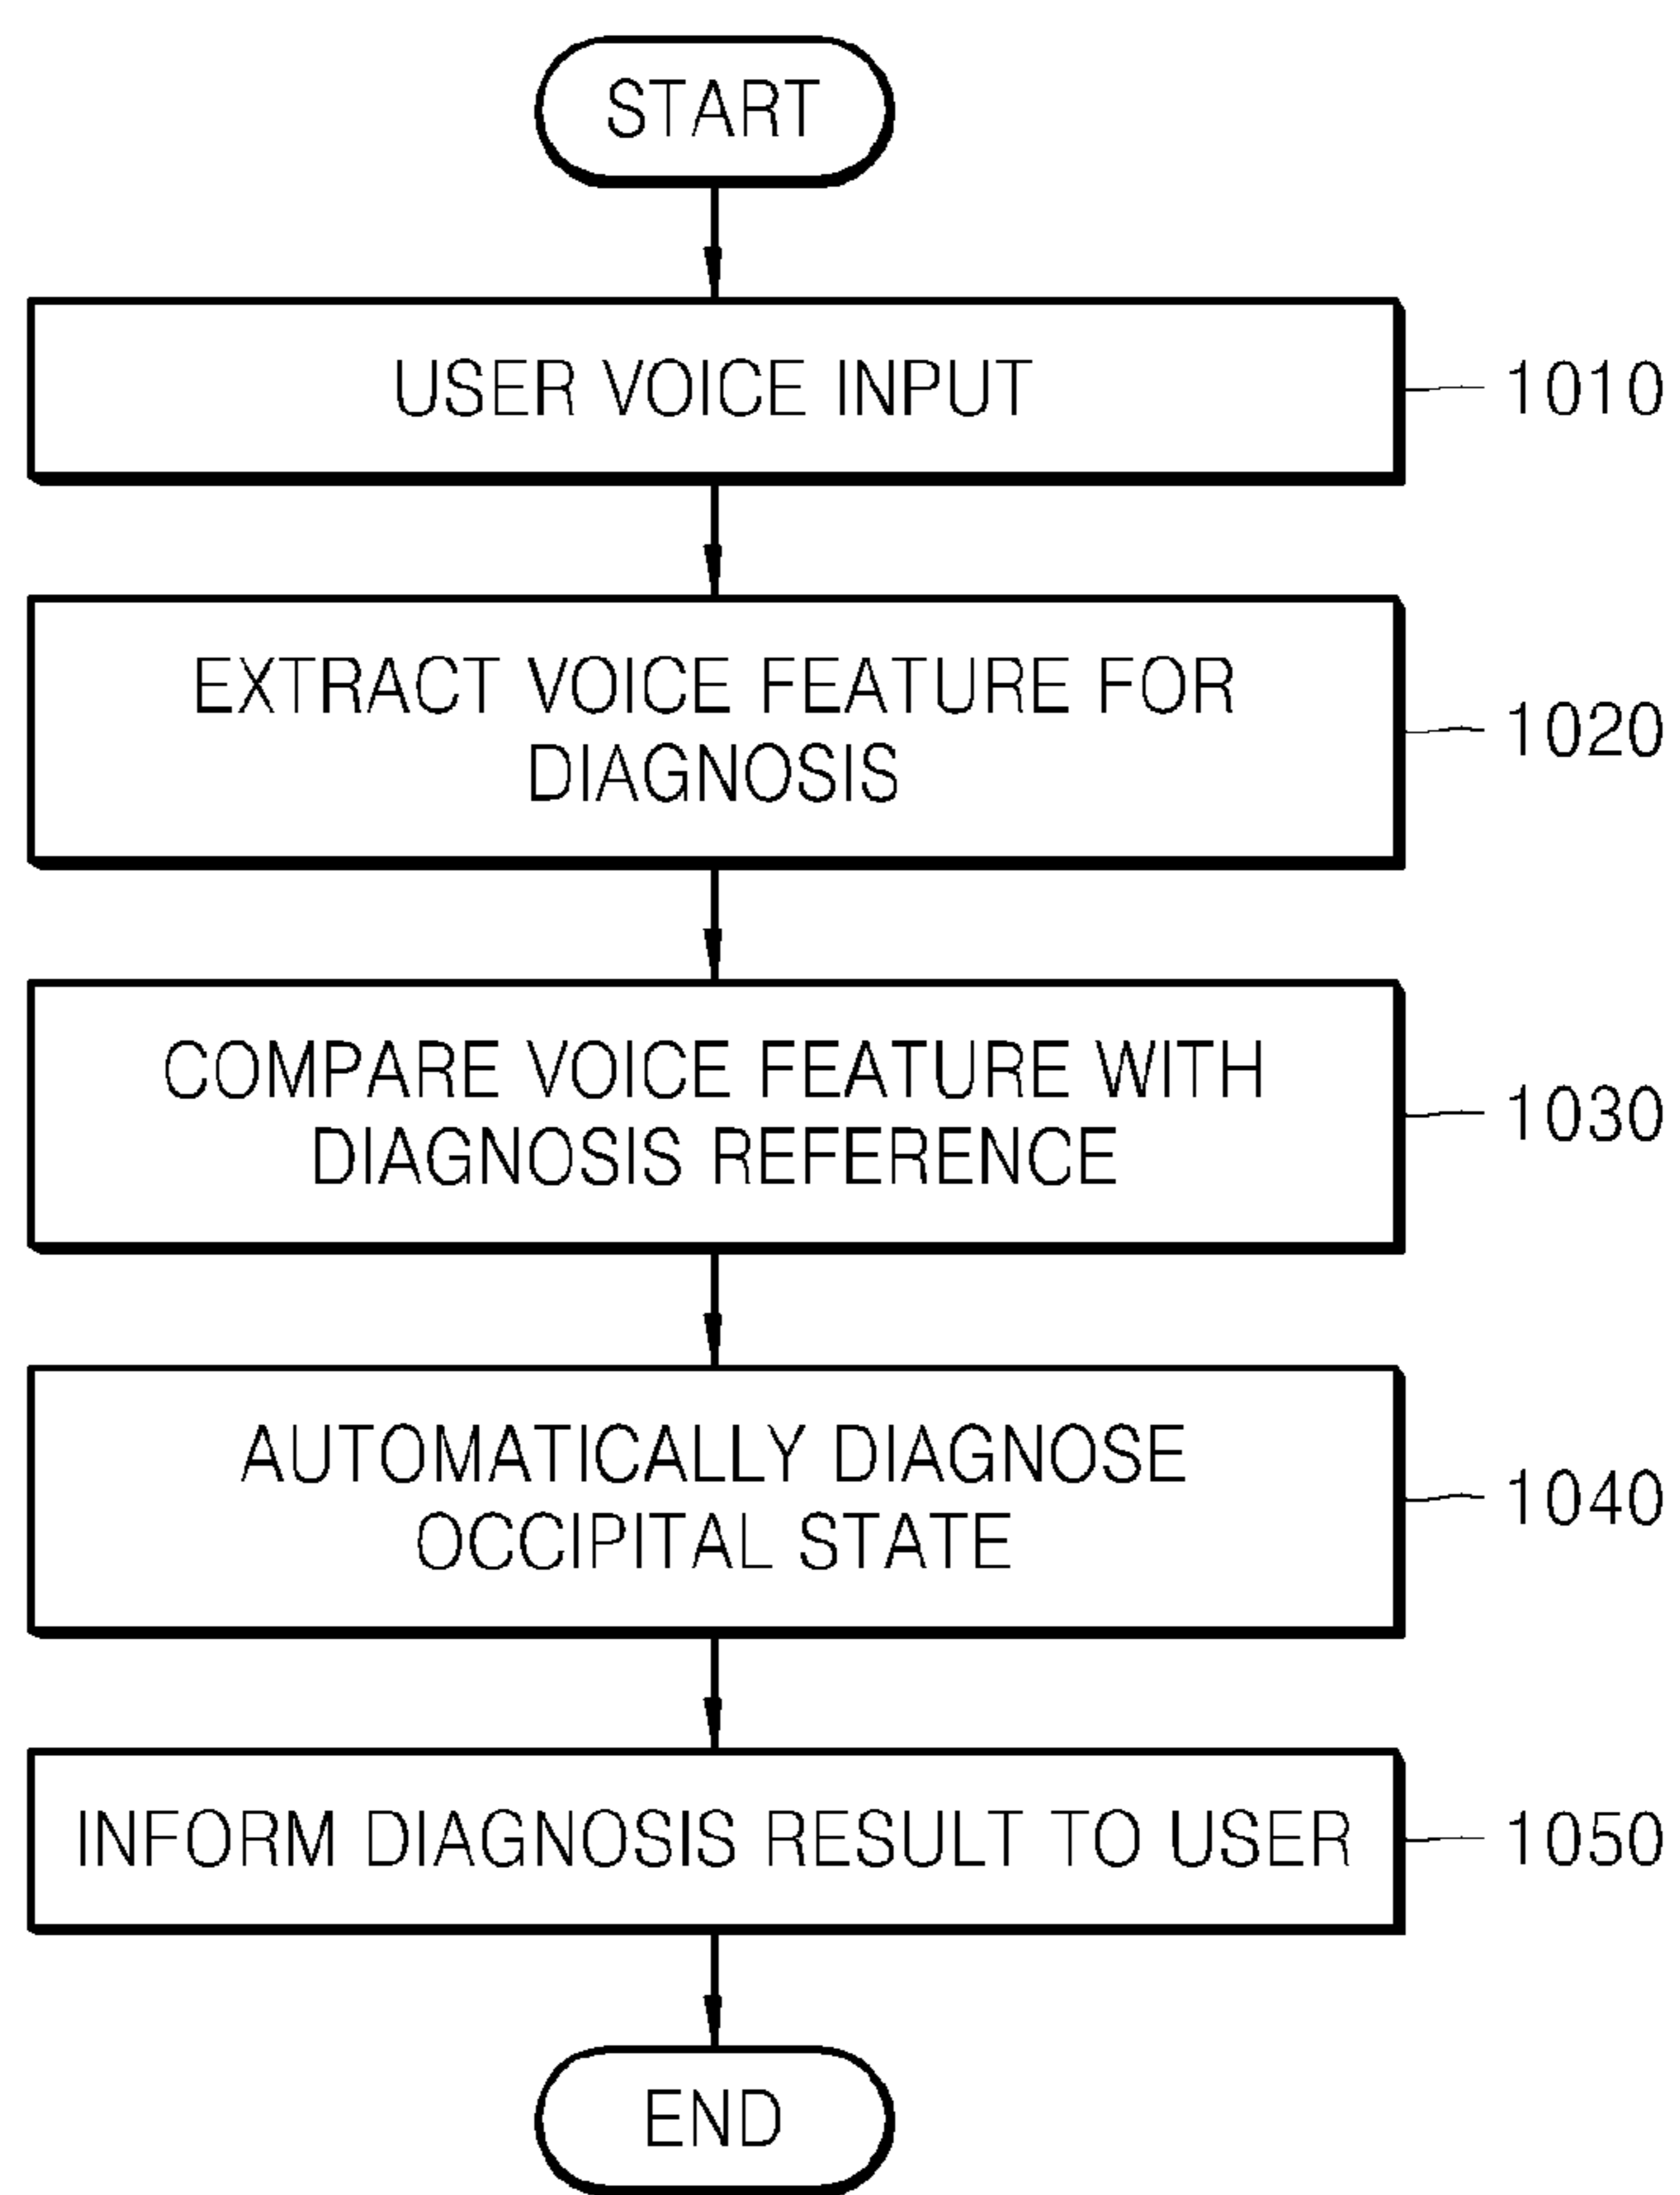 START
USER VOICE INPUT
1010
EXTRACT VOICE FEATURE FOR
DIAGNOSIS
1020
COMPARE VOICE FEATURE WITH
DIAGNOSIS REFERENCE
1030
AUTOMATICALLY DIAGNOSE
OCCIPITAL STATE
1040
INFORM DIAGNOSIS RESULT TO USER
1050
END